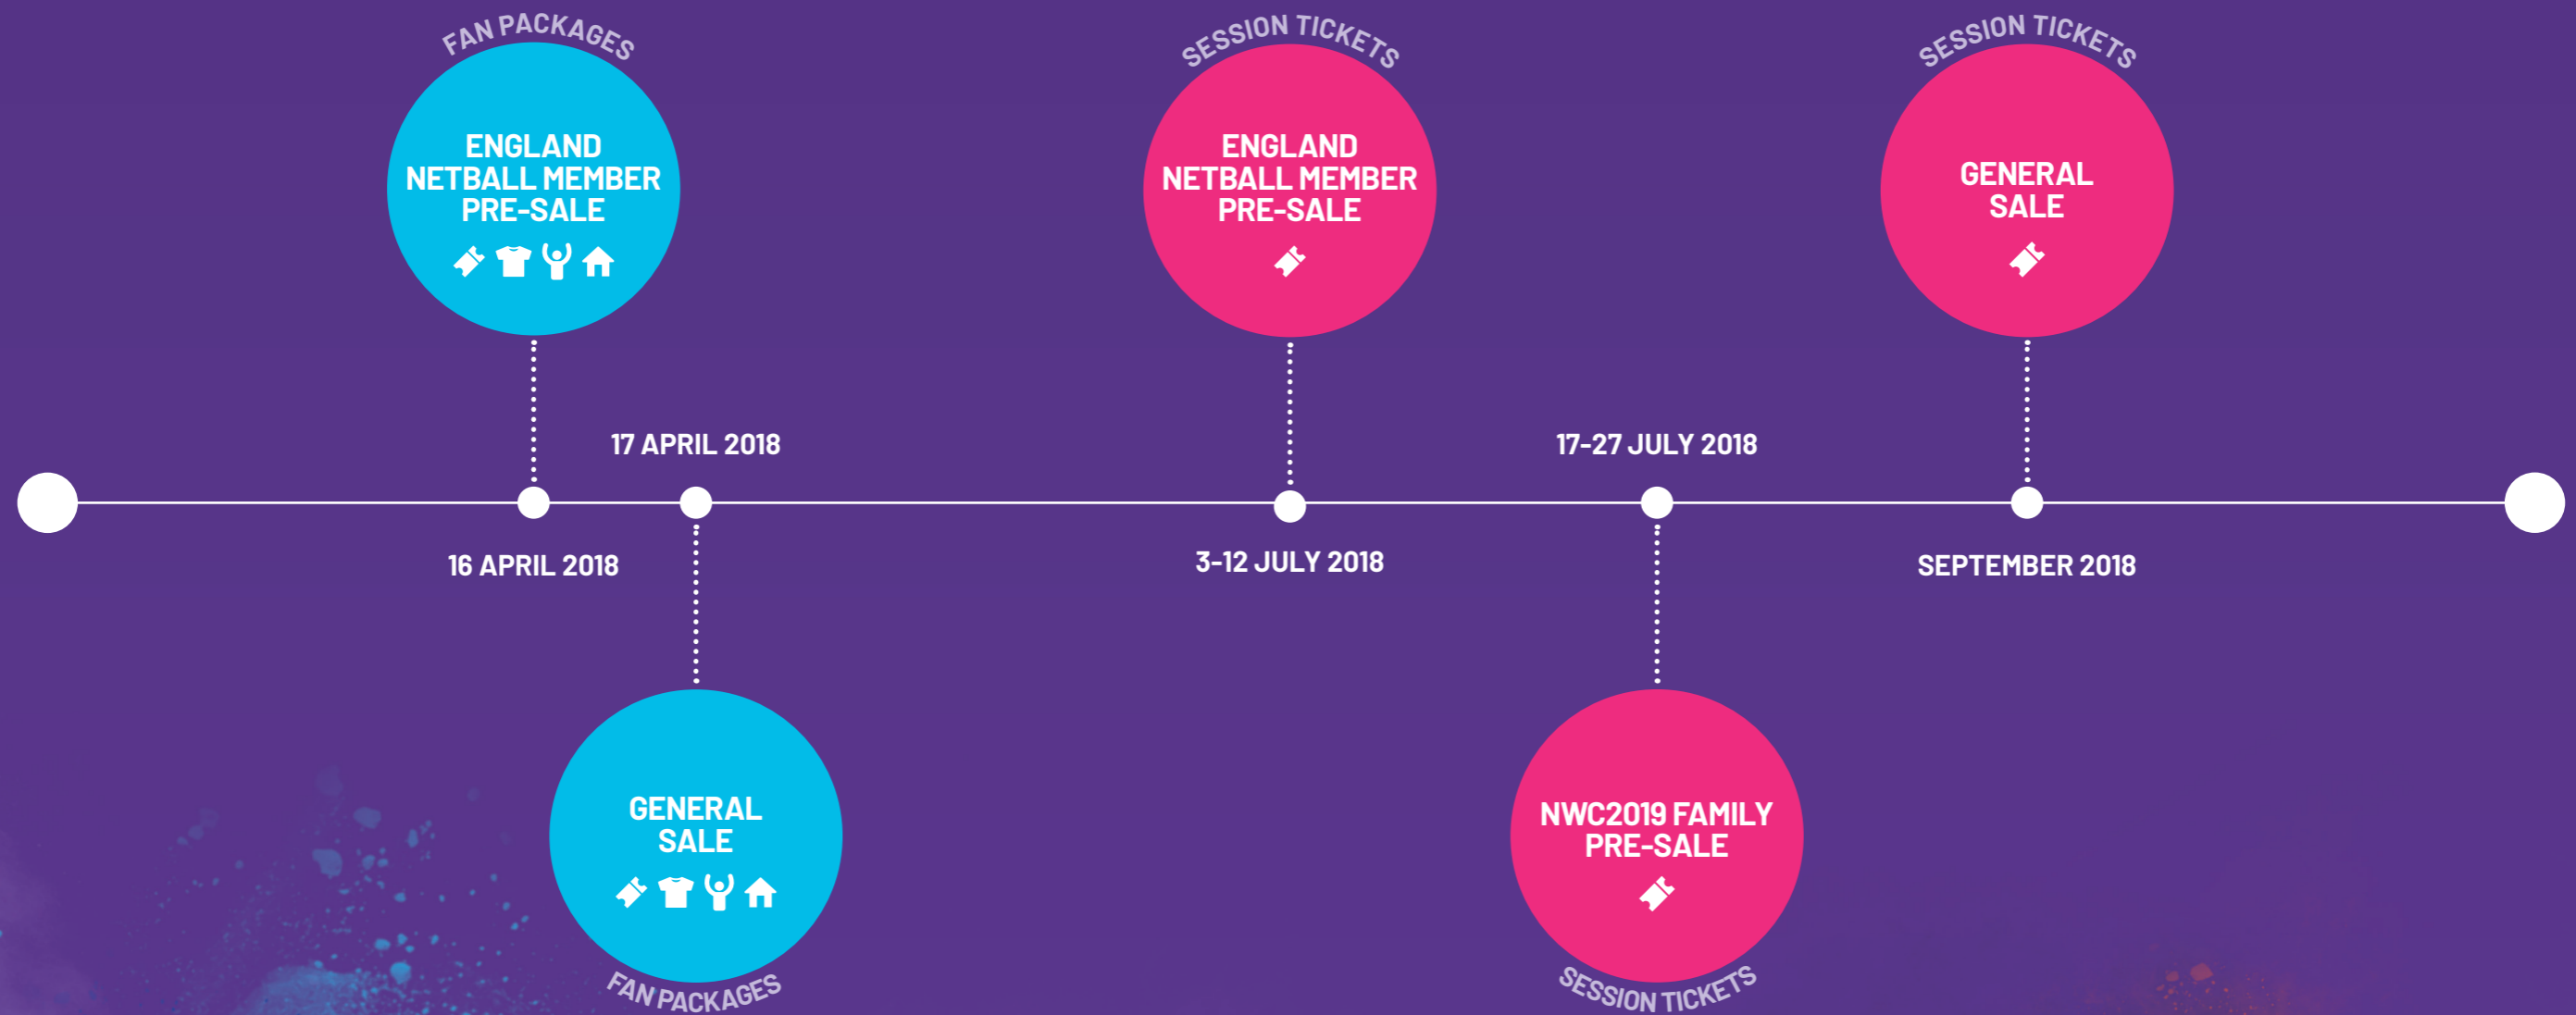 FAN PACKAGES
ENGLAND
NETBALL MEMBER
PRE-SALE
16 APRIL 2018
17 APRIL 2018
GENERAL
SALE
FAN PACKAGES
SESSION TICKETS
ENGLAND
NETBALL MEMBER
PRE-SALE
3-12 JULY 2018
17-27 JULY 2018
NWC2019 FAMILY
PRE-SALE
SESSION TICKETS
SESSION TICKETS
GENERAL
SALE
SEPTEMBER 2018